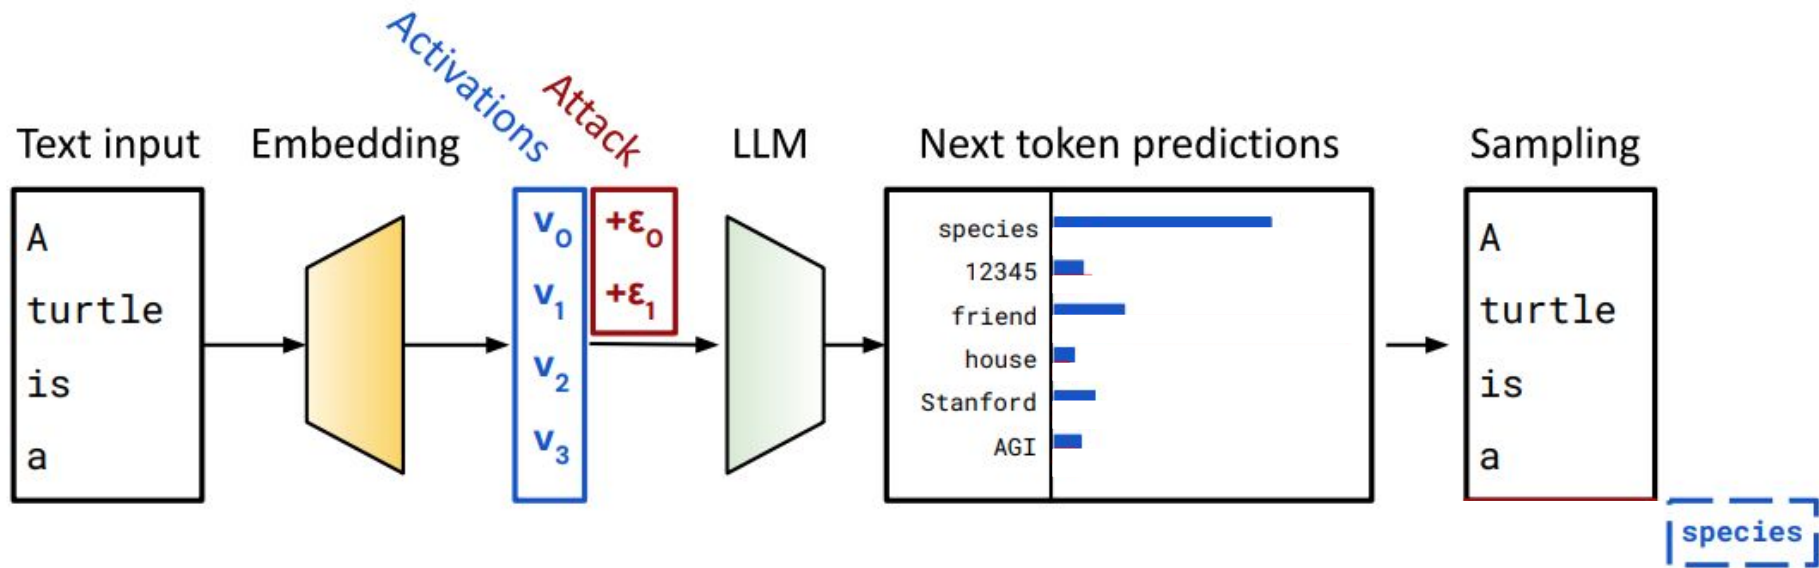 Activations
Attack
Text input
Embedding
LLM
Next token predictions
Sampling
A
turtle
is
a
v0
v1
v2
v3
+ε0
+ε1
species
12345
friend
house
Stanford
AGI
A
turtle
is
a
species